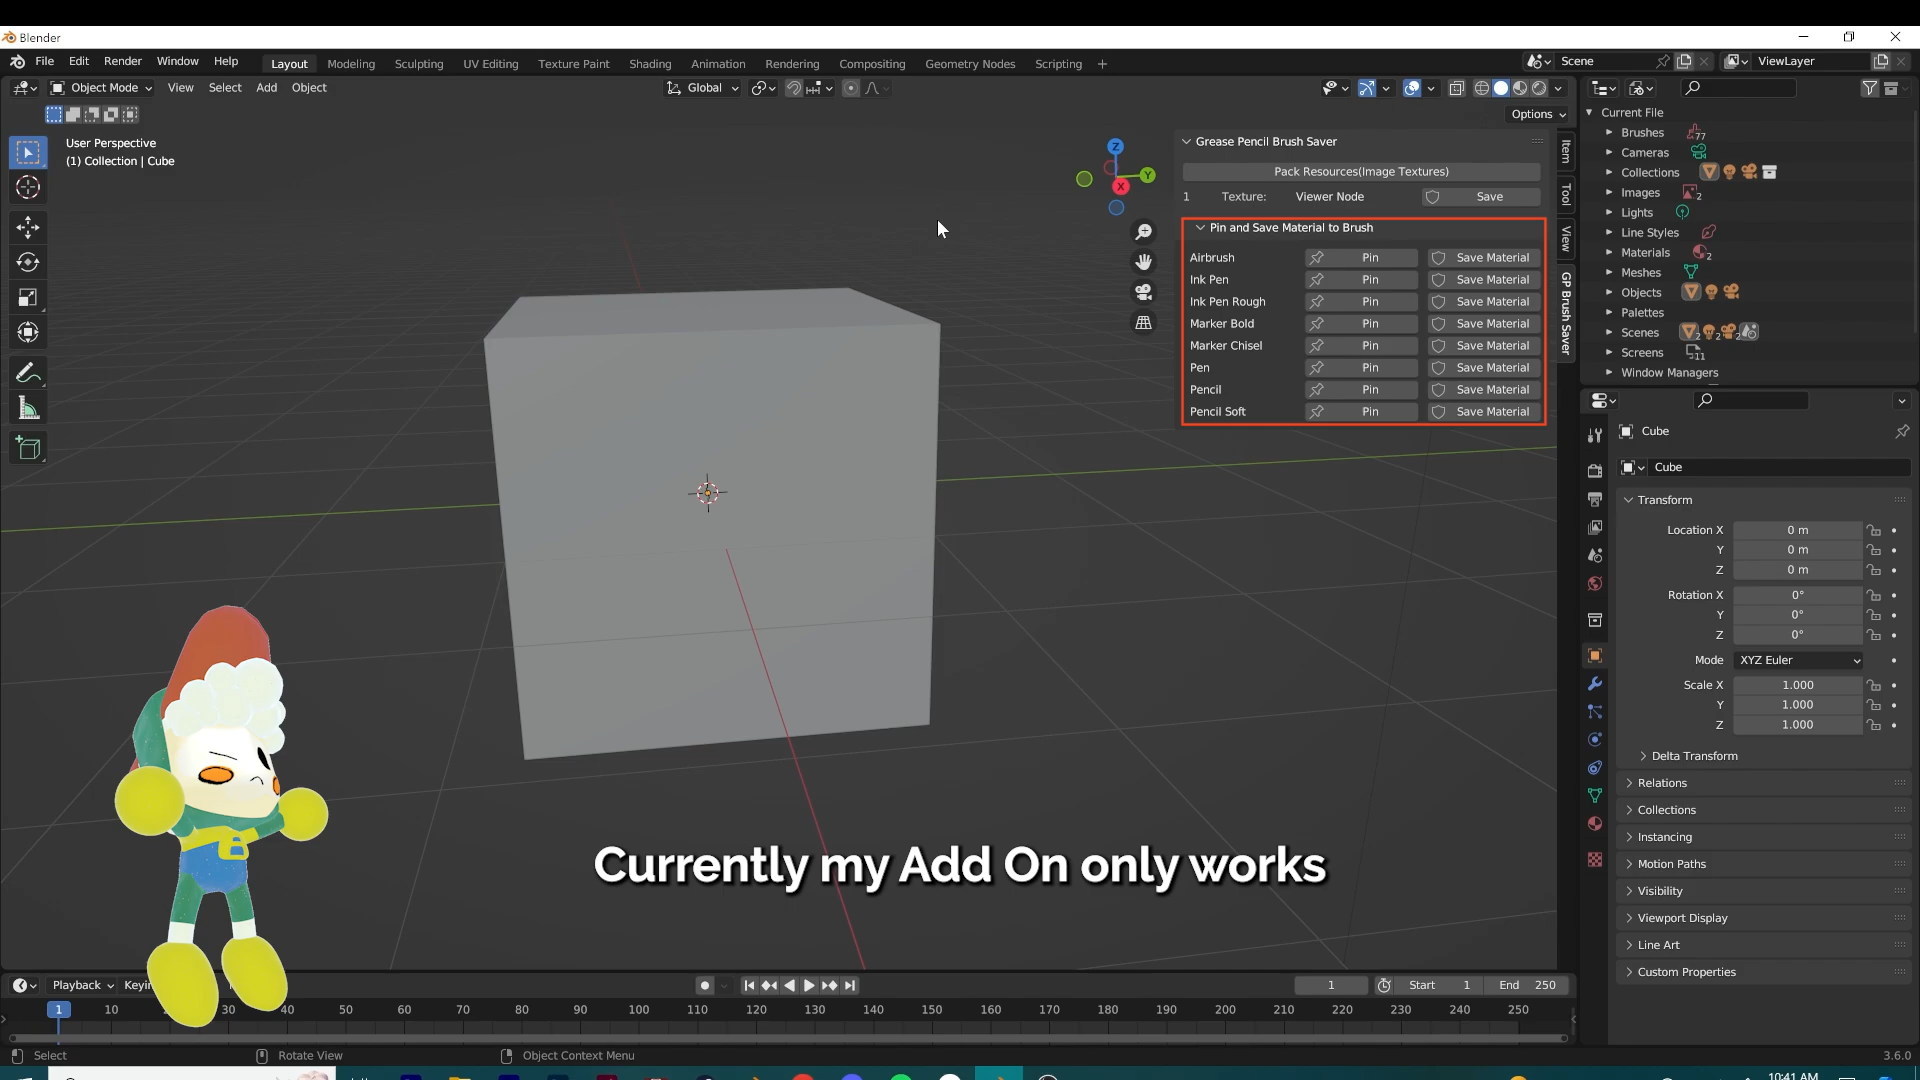 Blender
File Edit Render Window Help Layout Modeling Sculpting UV Editing Texture Paint Shading Animation Rendering Compositing Geometry Nodes Scripting + Scene ViewLayer
Object Mode View Select Add Object Global
Options
User Perspective
(1) Collection | Cube
Z
Y
X
Grease Pencil Brush Saver
Pack Resources(Image Textures)
1 Texture: Viewer Node Save
Pin and Save Material to Brush
Airbrush Pin Save Material
Ink Pen Pin Save Material
Ink Pen Rough Pin Save Material
Marker Bold Pin Save Material
Marker Chisel Pin Save Material
Pen Pin Save Material
Pencil Pin Save Material
Pencil Soft Pin Save Material
Item
Tool
View
GP Brush Saver
Current File
Brushes 77
Cameras
Collections
Images 2
Lights
Line Styles
Materials 2
Meshes
Objects
Palettes
Scenes 2 2 2
Screens 11
Window Managers
Cube
Cube
Transform
Location X 0 m
Y 0 m
Z 0 m
Rotation X 0°
Y 0°
Z 0°
Mode XYZ Euler
Scale X 1.000
Y 1.000
Z 1.000
Delta Transform
Relations
Collections
Instancing
Motion Paths
Visibility
Viewport Display
Line Art
Custom Properties
Currently my Add On only works
Playback 1 Start 1 End 250
1 10 30 40 50 60 70 80 90 100 110 120 130 140 150 160 170 180 190 200 210 220 230 240 250
Select Rotate View Object Context Menu 3.6.0
10:41 AM